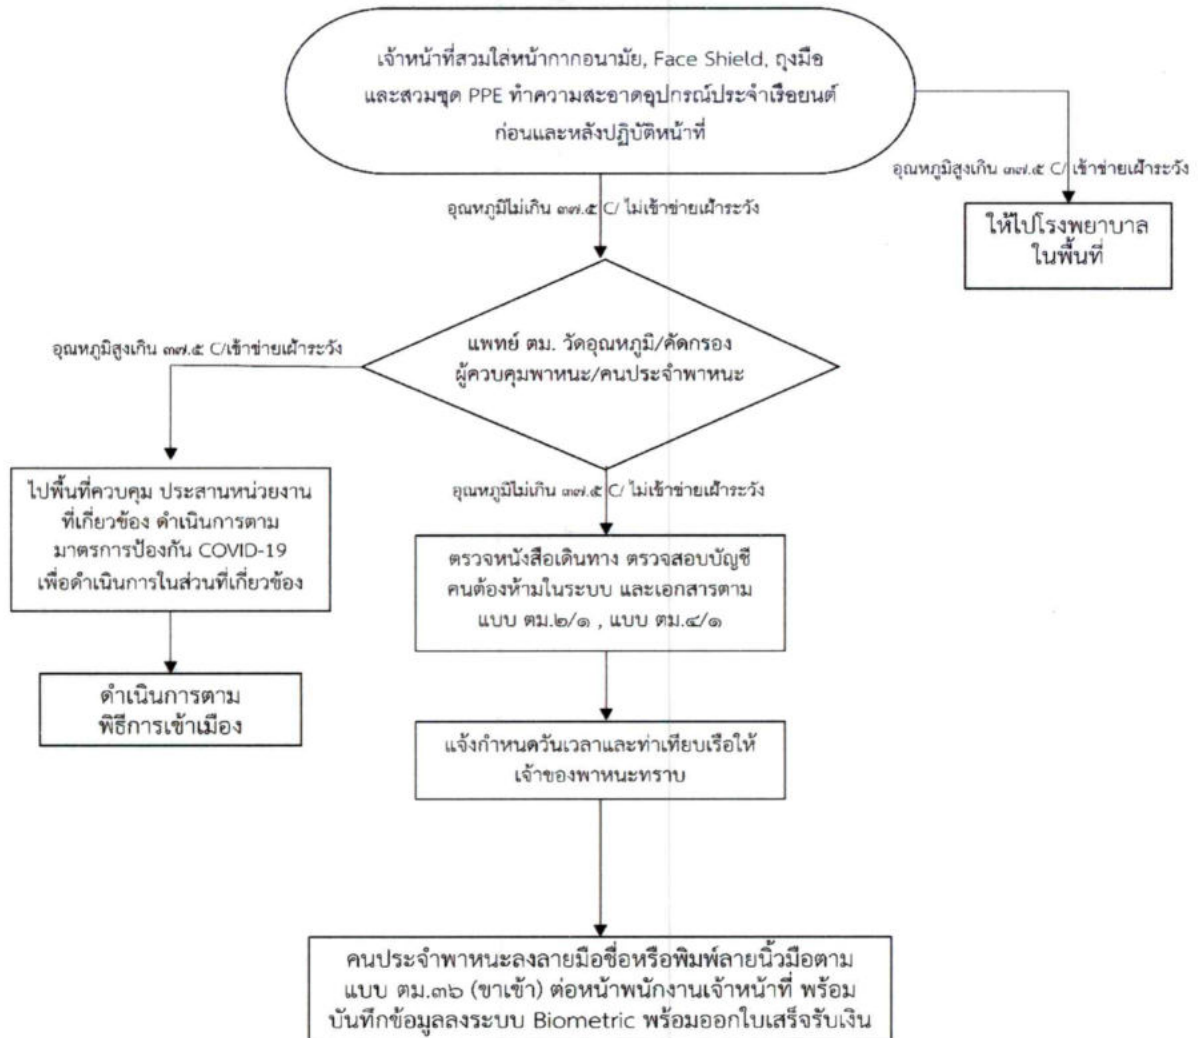 เจ้าหน้าที่สวมใส่หน้ากากอนามัย, Face Shield, ถุงมือ
และสวมชุด PPE ทำความสะอาดอุปกรณ์ประจำเรือยนต์
ก่อนและหลังปฏิบัติหน้าที่
อุณหภูมิสูงเกิน ๓๗.๕ C/ เข้าข่ายเฝ้าระวัง
อุณหภูมิไม่เกิน ๓๗.๕ C/ ไม่เข้าข่ายเฝ้าระวัง
ให้ไปโรงพยาบาล
ในพื้นที่
แพทย์ ตม. วัดอุณหภูมิ/คัดกรอง
ผู้ควบคุมพาหนะ/คนประจำพาหนะ
อุณหภูมิสูงเกิน ๓๗.๕ C/เข้าข่ายเฝ้าระวัง
ไปพื้นที่ควบคุม ประสานหน่วยงาน
ที่เกี่ยวข้อง ดำเนินการตาม
มาตรการป้องกัน COVID-19
เพื่อดำเนินการในส่วนที่เกี่ยวข้อง
อุณหภูมิไม่เกิน ๓๗.๕ C/ ไม่เข้าข่ายเฝ้าระวัง
ตรวจหนังสือเดินทาง ตรวจสอบบัญชี
คนต้องห้ามในระบบ และเอกสารตาม
แบบ ตม.๒/๑ , แบบ ตม.๔/๑
ดำเนินการตาม
พิธีการเข้าเมือง
แจ้งกำหนดวันเวลาและท่าเทียบเรือให้
เจ้าของพาหนะทราบ
คนประจำพาหนะลงลายมือชื่อหรือพิมพ์ลายนิ้วมือตาม
แบบ ตม.๓๖ (ขาเข้า) ต่อหน้าพนักงานเจ้าหน้าที่ พร้อม
บันทึกข้อมูลลงระบบ Biometric พร้อมออกใบเสร็จรับเงิน